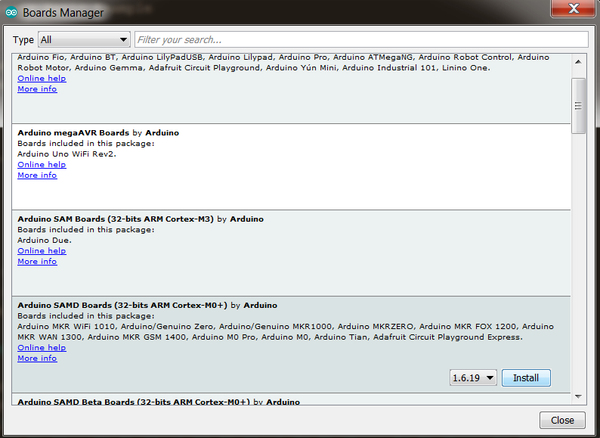 Boards Manager
Type All Filter your search...
Arduino Fio, Arduino BT, Arduino LilyPadUSB, Arduino Lilypad, Arduino Pro, Arduino ATMegaNG, Arduino Robot Control, Arduino
Robot Motor, Arduino Gemma, Adafruit Circuit Playground, Arduino Yún Mini, Arduino Industrial 101, Linino One.
Online help
More info
Arduino megaAVR Boards by Arduino
Boards included in this package:
Arduino Uno WiFi Rev2.
Online help
More info
Arduino SAM Boards (32-bits ARM Cortex-M3) by Arduino
Boards included in this package:
Arduino Due.
Online help
More info
Arduino SAMD Boards (32-bits ARM Cortex-M0+) by Arduino
Boards included in this package:
Arduino MKR WiFi 1010, Arduino/Genuino Zero, Arduino/Genuino MKR1000, Arduino MKRZERO, Arduino MKR FOX 1200, Arduino
MKR WAN 1300, Arduino MKR GSM 1400, Arduino M0 Pro, Arduino M0, Arduino Tian, Adafruit Circuit Playground Express.
Online help
More info
1.6.19 Install
Arduino SAMD Beta Boards (32-bits ARM Cortex-M0+) by Arduino
Close